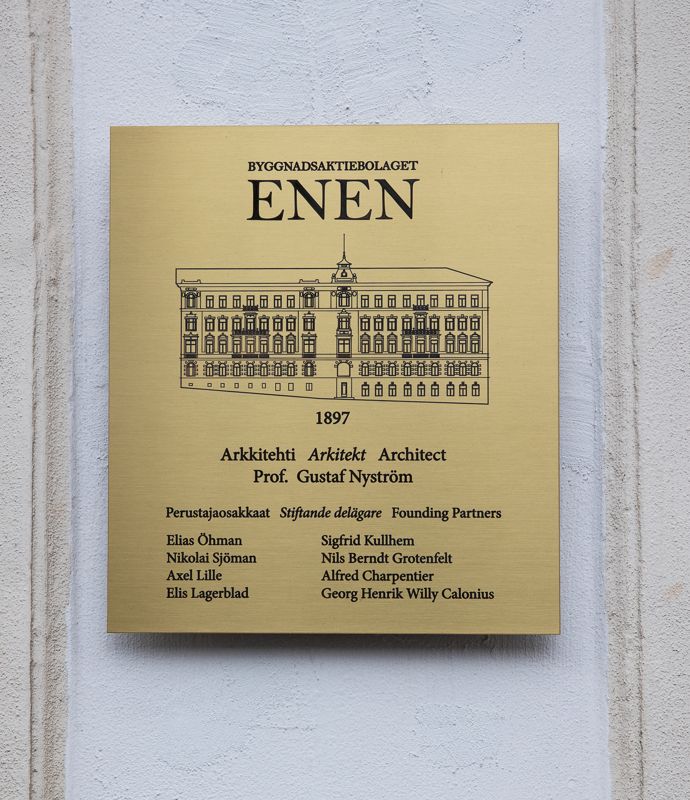 BYGGNADSAKTIEBOLAGET
ENEN
1897
Arkkitehti Arkitekt Architect
Prof. Gustaf Nyström
Perustajaosakkaat Stiftande delägare Founding Partners
Elias Öhman Sigfrid Kullhem
Nikolai Sjöman Nils Berndt Grotenfelt
Axel Lille Alfred Charpentier
Elis Lagerblad Georg Henrik Willy Calonius